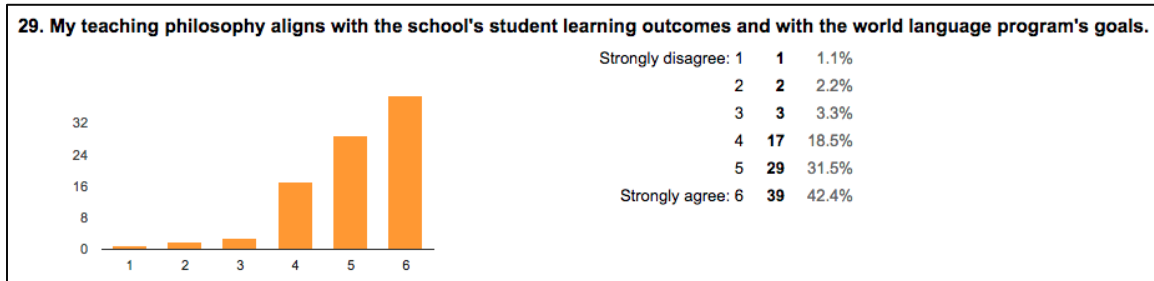 29. My teaching philosophy aligns with the school's student learning outcomes and with the world language program's goals.
Strongly disagree: 1 1 1.1%
2 2 2.2%
3 3 3.3%
4 17 18.5%
5 29 31.5%
Strongly agree: 6 39 42.4%
32
24
16
8
0
1 2 3 4 5 6